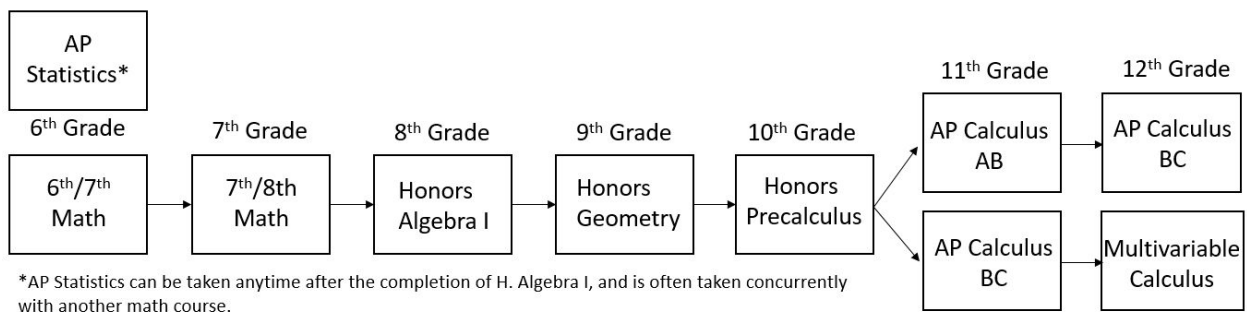 AP
Statistics*
6th Grade
7th Grade
8th Grade
9th Grade
10th Grade
11th Grade
12th Grade
6th/7th
Math
7th/8th
Math
Honors
Algebra I
Honors
Geometry
Honors
Precalculus
AP Calculus
AB
AP Calculus
BC
AP Calculus
BC
Multivariable
Calculus
*AP Statistics can be taken anytime after the completion of H. Algebra I, and is often taken concurrently
with another math course.